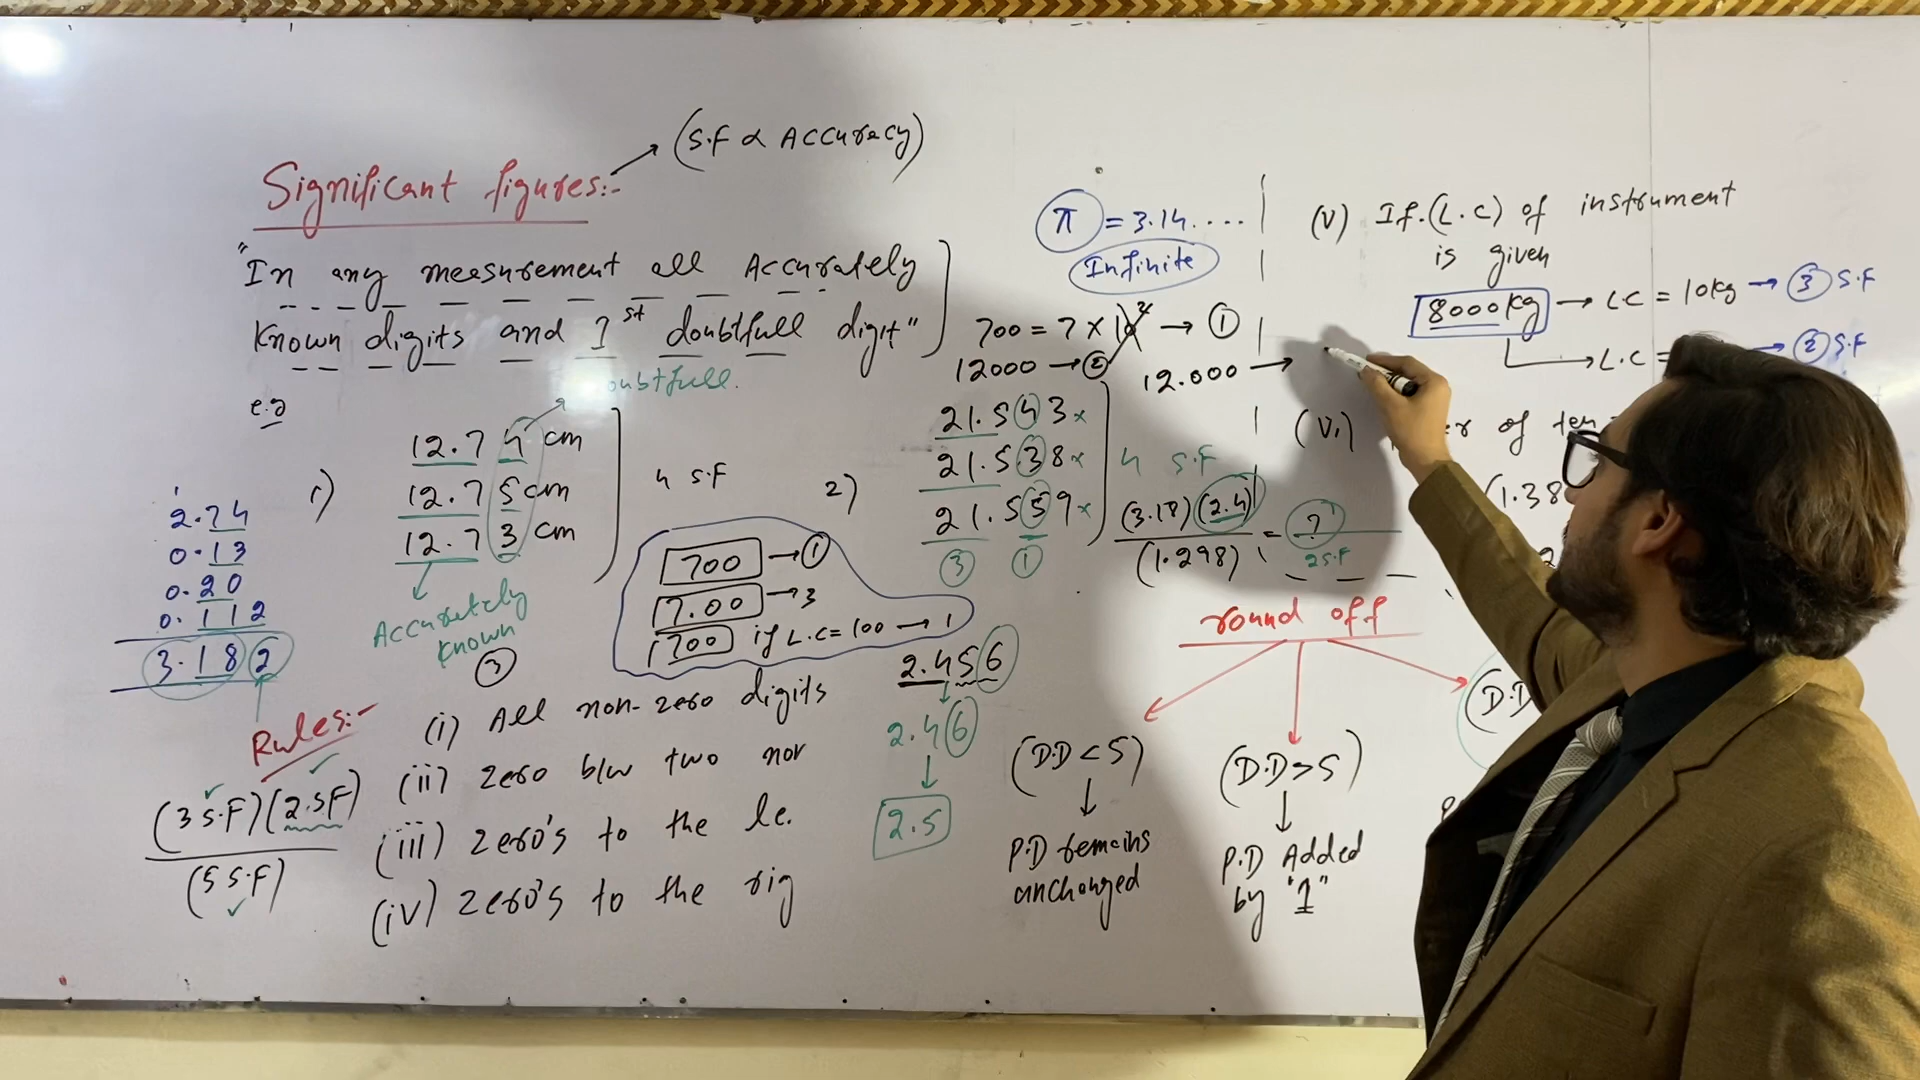 Significant figures:-
(S.F ∝ Accuracy)
"In any measurement all Accurately
known digits and 1st doubtfull digit"
e.g
1)
12.74 cm
12.75 cm
12.73 cm
4 S.F
Accurately
known
③
2.74
0.13
0.20
0.112
3.182
Rules:-
(3 S.F)(2.SF)
(5 S.F)
(i) All non-zero digits
(ii) Zero b/w two non
(iii) Zero's to the le.
(iv) Zero's to the rig
700 → ①
7.00 → 3
700 if L.C = 100 → 1
2)
21.543 x
21.538 x
21.559 x
③ ①
4 S.F
2.456
2.46
2.5
π = 3.14....
Infinite
700 = 7 × 10² → ①
12000 → ②
12.000 →
(3.18)(2.4)
(1.298)
= ?
2S.F
round off
(D.D < 5)
P.D remains
unchanged
(D.D > 5)
P.D Added
by "1"
(D.D
(V) If (L.C) of instrument
is given
8000kg → L.C = 10kg → ③ S.F
→ L.C = → ② S.F
(Vi) of ten
(1.38